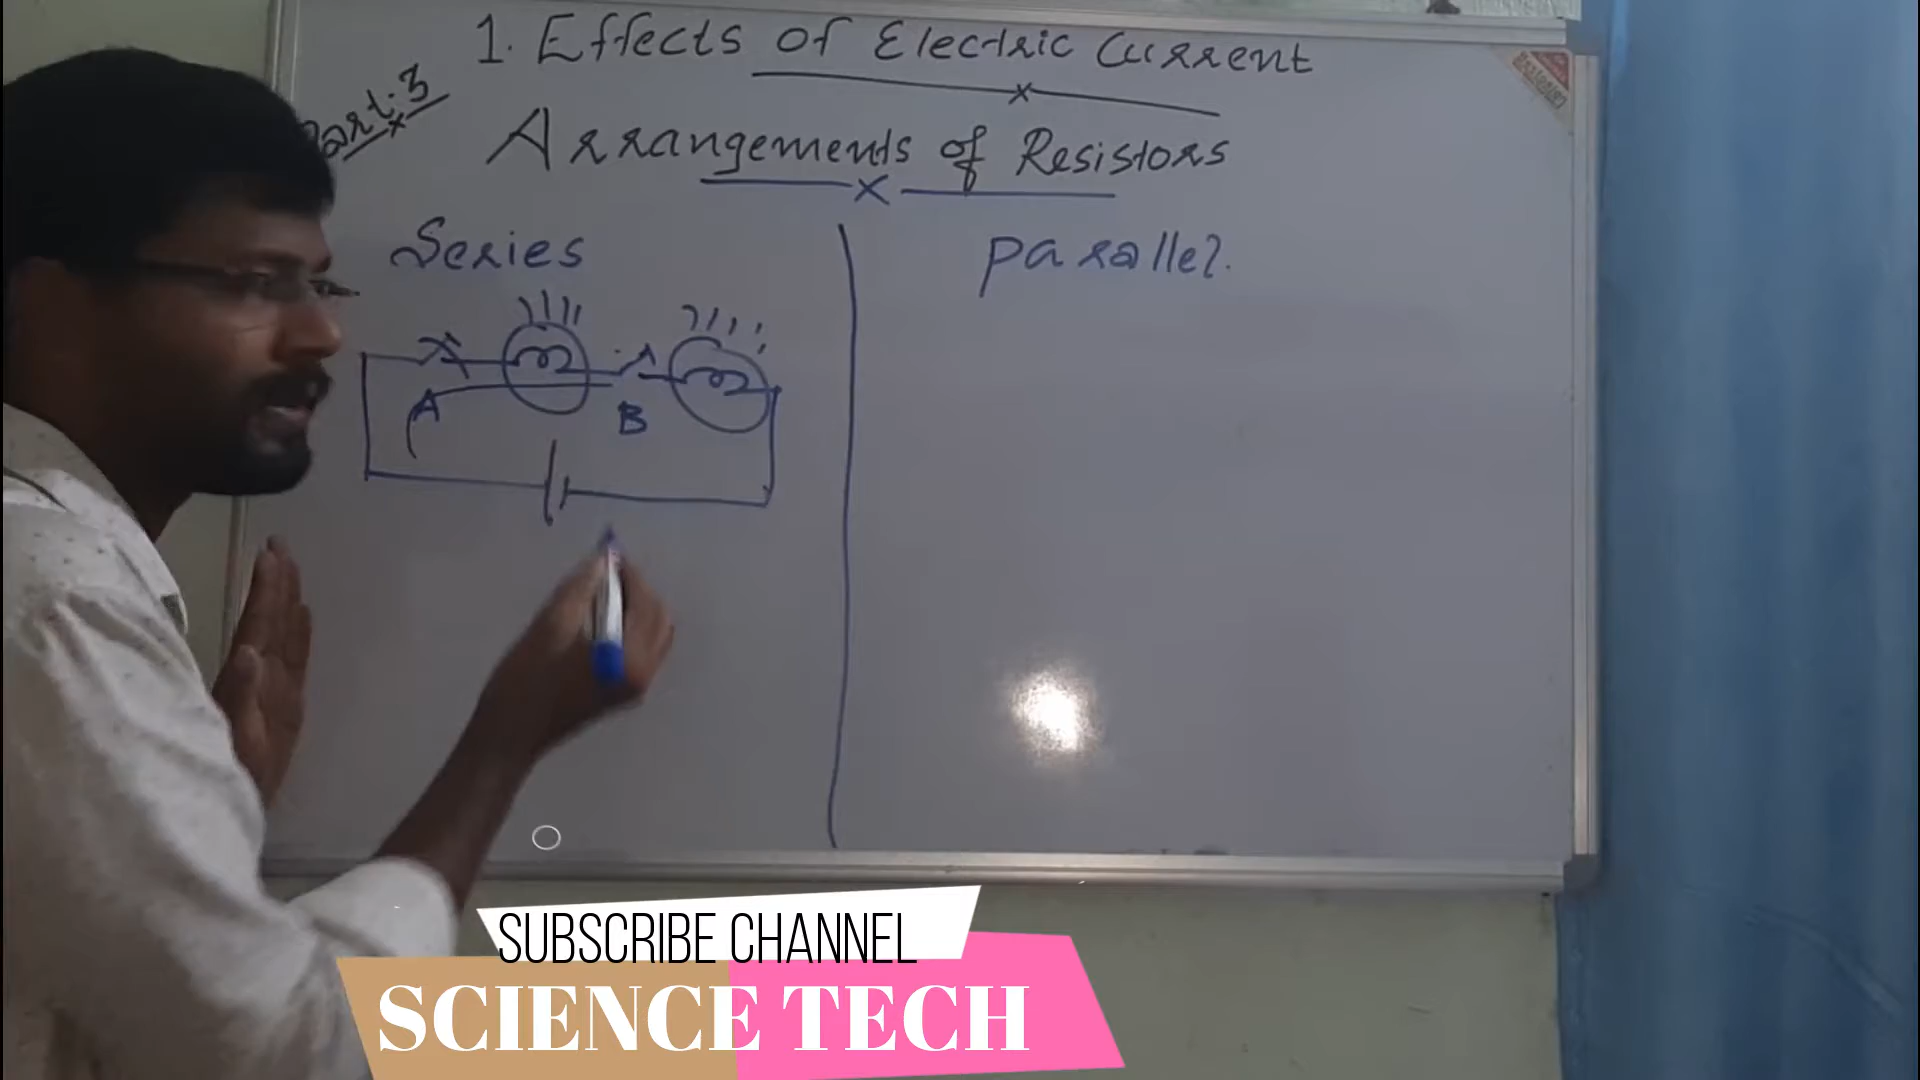 1. Effects of Electric Current
Part. 3
Arrangements of Resistors
Series
parallel.
A
B
SUBSCRIBE CHANNEL
SCIENCE TECH